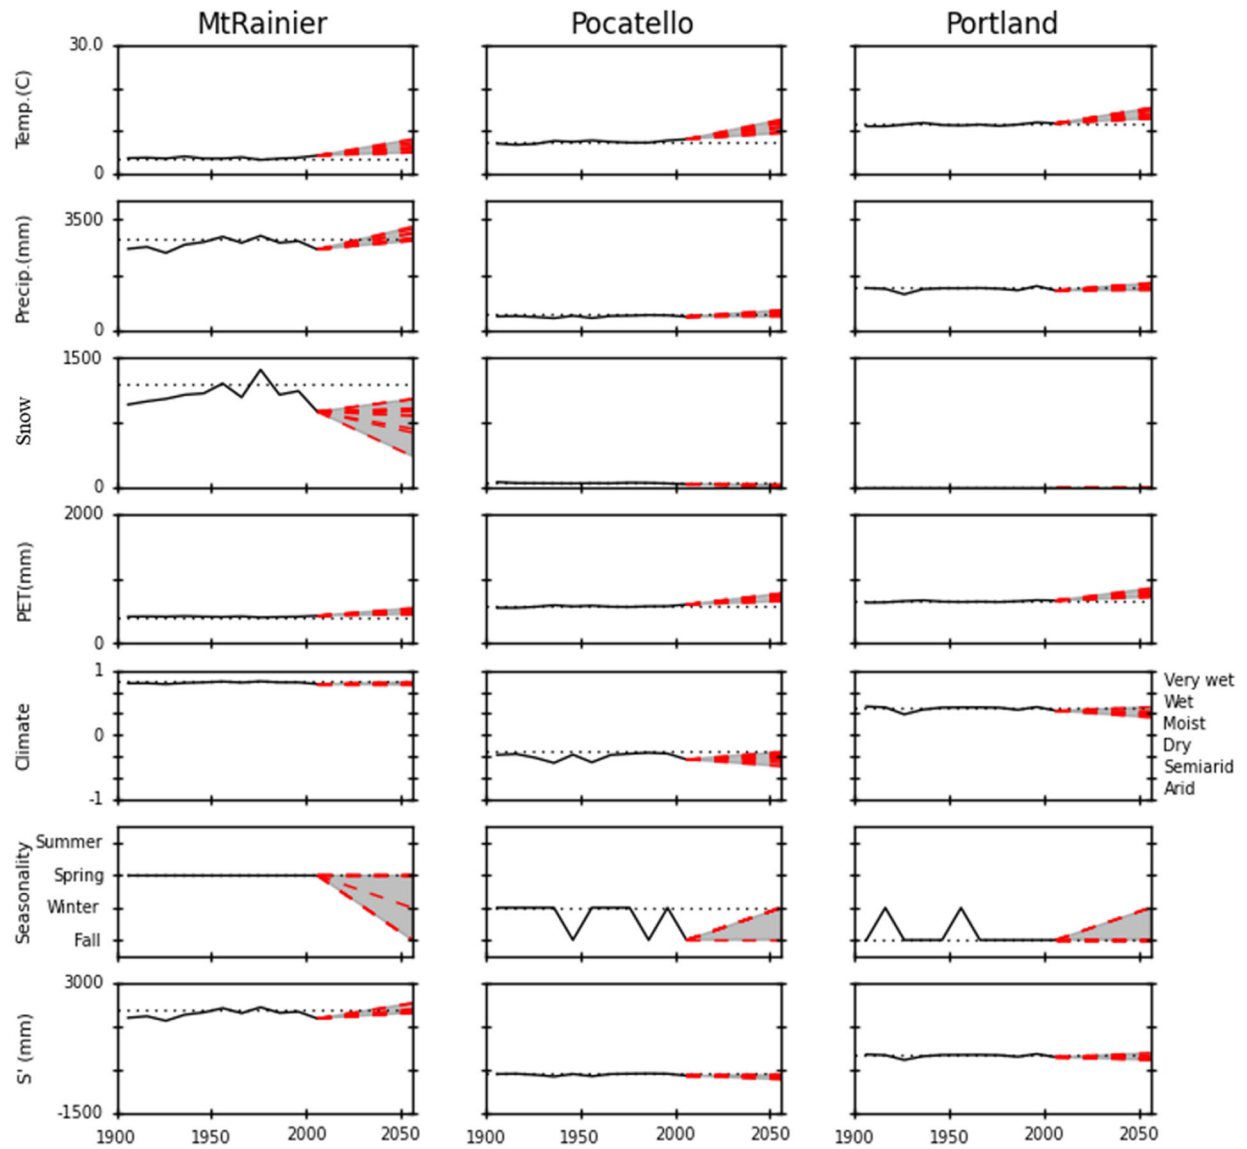 MtRainier Pocatello Portland
Temp.(C)
30.0
0
Precip.(mm)
3500
0
Snow
1500
0
PET(mm)
2000
0
Climate
1
0
-1
Very wet
Wet
Moist
Dry
Semiarid
Arid
Seasonality
Summer
Spring
Winter
Fall
S' (mm)
3000
-1500
1900 1950 2000 2050 1900 1950 2000 2050 1900 1950 2000 2050